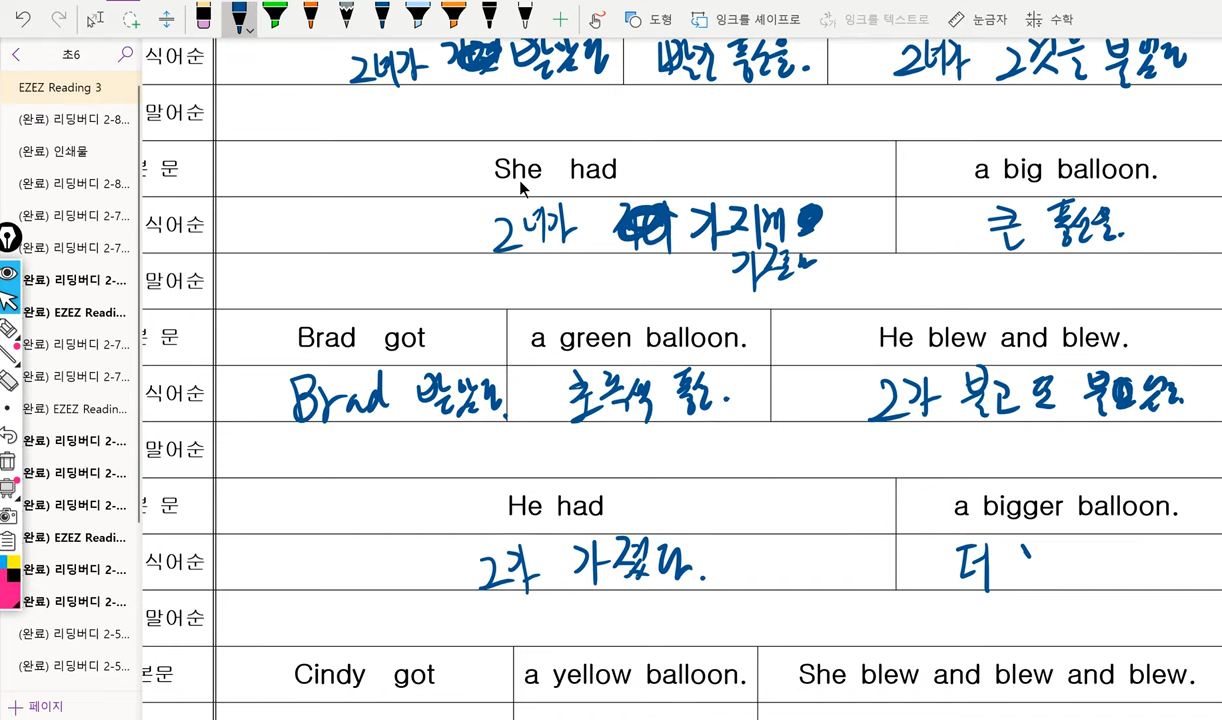 도형 잉크를 셰이프로 잉크를 텍스트로 눈금자 수학
초6
EZEZ Reading 3
(완료) 리딩버디 2-8...
(완료) 인쇄물
(완료) 리딩버디 2-8...
(완료) 리딩버디 2-7...
완료) 리딩버디 2-7...
완료) 리딩버디 2-...
완료) EZEZ Readi...
완료) 리딩버디 2-7...
완료) 리딩버디 2-7...
완료) EZEZ Readin...
완료) 리딩버디 2-...
완료) 리딩버디 2-...
완료) 리딩버디 2-...
완료) EZEZ Readi...
완료) 리딩버디 2-...
완료) 리딩버디 2-...
(완료) 리딩버디 2-5...
(완료) 리딩버디 2-5...
페이지
식어순 그녀가 빨간 풍선을. 그녀가 그것을
말어순
문 She had a big balloon.
식어순 그녀가 큰 풍선을.
말어순
문 Brad got a green balloon. He blew and blew.
식어순 Brad 받았다. 초록색 풍선. 그가 불고 또
말어순
문 He had a bigger balloon.
식어순 그가 가졌다. 더
말어순
본문 Cindy got a yellow balloon. She blew and blew and blew.